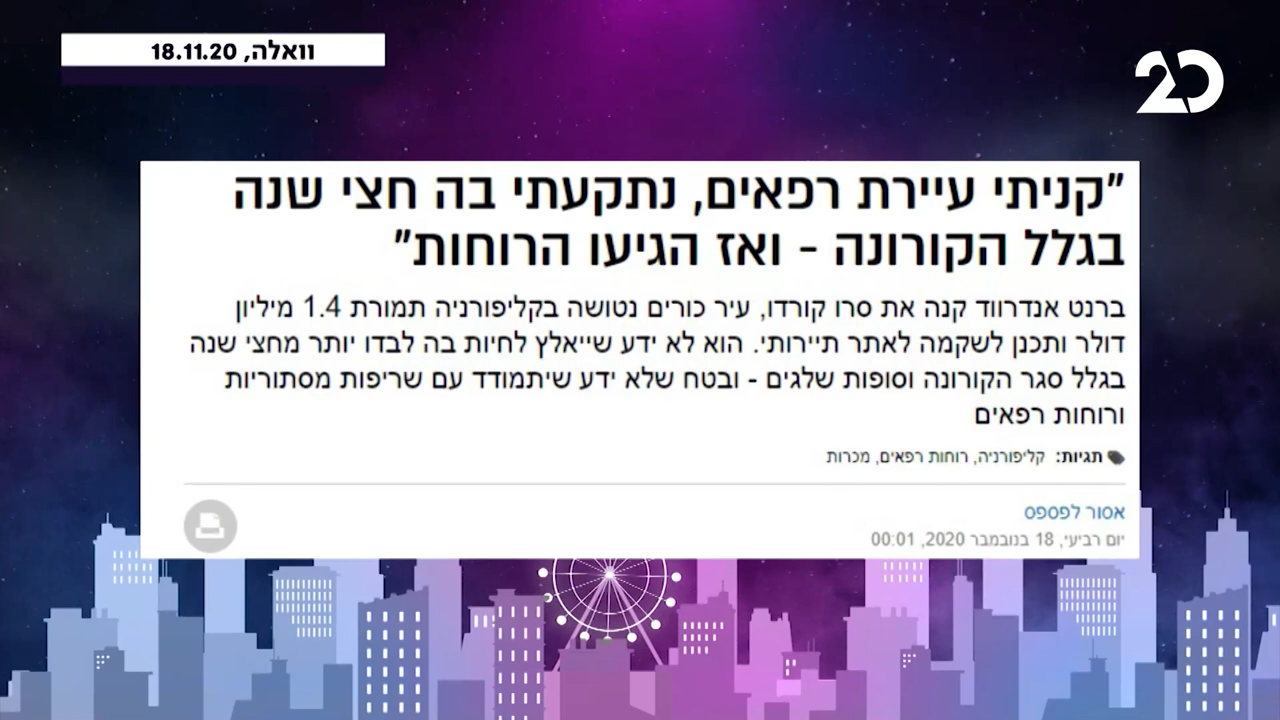 וואלה, 18.11.20
20
"קניתי עיירת רפאים, נתקעתי בה חצי שנה
בגלל הקורונה - ואז הגיעו הרוחות"
ברנט אנדרווד קנה את סרו קורדו, עיר כורים נטושה בקליפורניה תמורת 1.4 מיליון
דולר ותכנן לשקמה לאתר תיירותי. הוא לא ידע שייאלץ לחיות בה לבדו יותר מחצי שנה
בגלל סגר הקורונה וסופות שלגים - ובטח שלא ידע שיתמודד עם שריפות מסתוריות
ורוחות רפאים
תגיות: קליפורניה, רוחות רפאים, מכרות
אסור לפספס
יום רביעי, 18 בנובמבר 2020, 00:01